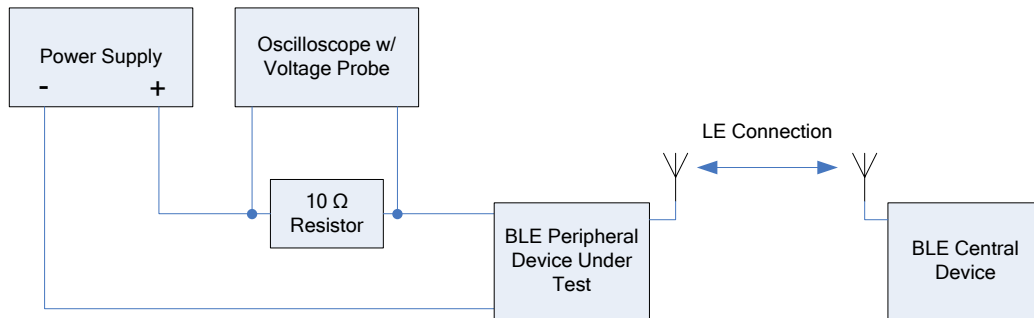 Power Supply
- +
Oscilloscope w/
Voltage Probe
LE Connection
10 Ω
Resistor
BLE Peripheral
Device Under
Test
BLE Central
Device